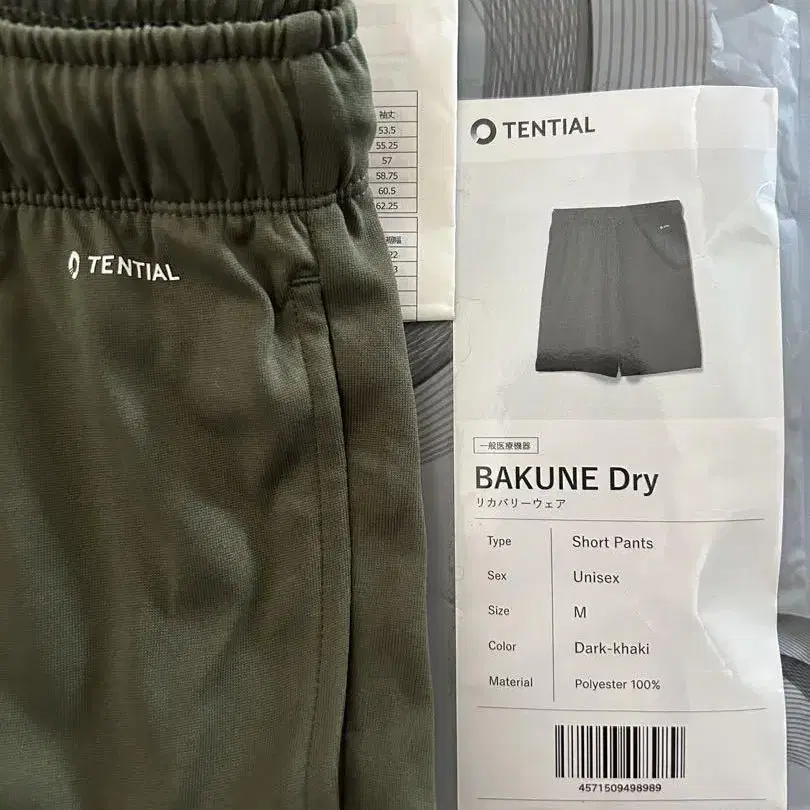 袖丈
53.5
55.25
57
58.75
60.5
62.25
TENTIAL
TENTIAL
一般医療機器
BAKUNE Dry
リカバリーウェア
Type Short Pants
Sex Unisex
Size M
Color Dark-khaki
Material Polyester 100%
4571509498989